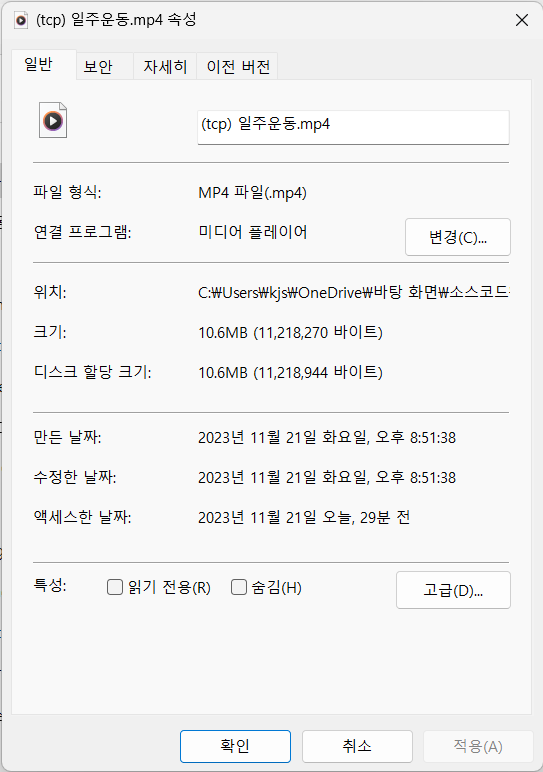 (tcp) 일주운동.mp4 속성
일반 보안 자세히 이전 버전
(tcp) 일주운동.mp4
파일 형식: MP4 파일(.mp4)
연결 프로그램: 미디어 플레이어 변경(C)...
위치: C:₩Users₩kjs₩OneDrive₩바탕 화면₩소스코드
크기: 10.6MB (11,218,270 바이트)
디스크 할당 크기: 10.6MB (11,218,944 바이트)
만든 날짜: 2023년 11월 21일 화요일, 오후 8:51:38
수정한 날짜: 2023년 11월 21일 화요일, 오후 8:51:38
액세스한 날짜: 2023년 11월 21일 오늘, 29분 전
특성: 읽기 전용(R) 숨김(H) 고급(D)...
확인 취소 적용(A)